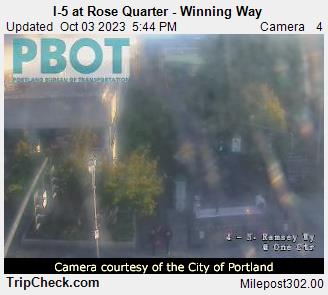 I-5 at Rose Quarter - Winning Way
Updated Oct 03 2023 5:44 PM Camera 4
PBOT
PORTLAND BUREAU OF TRANSPORTATION
4 - N. Ramsey Wy
@ One Qtr
Camera courtesy of the City of Portland
TripCheck.com Milepost302.00